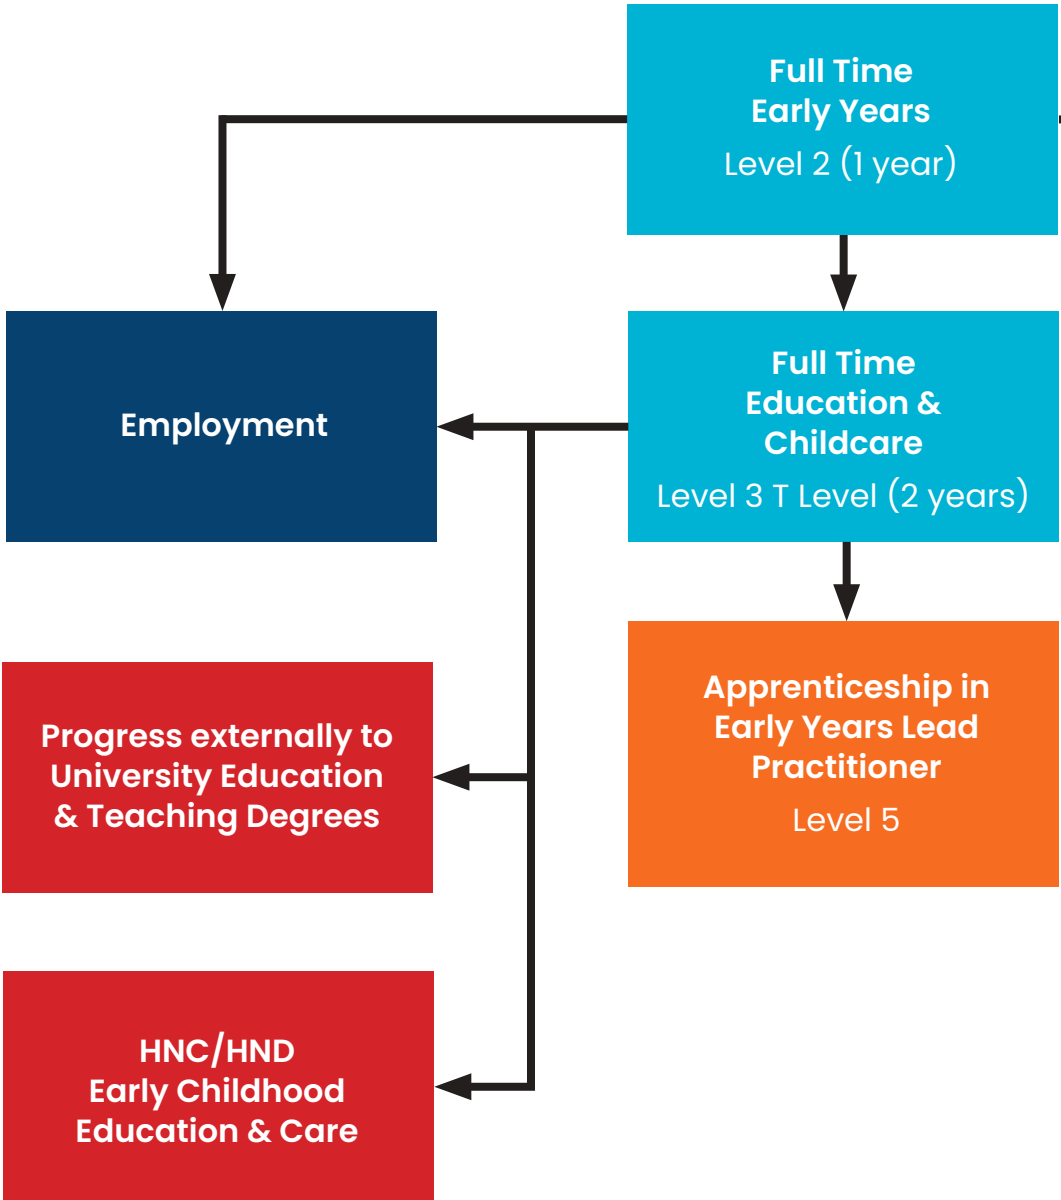 Full Time
Early Years
Level 2 (1 year)
Employment
Full Time
Education &
Childcare
Level 3 T Level (2 years)
Progress externally to
University Education
& Teaching Degrees
Apprenticeship in
Early Years Lead
Practitioner
Level 5
HNC/HND
Early Childhood
Education & Care